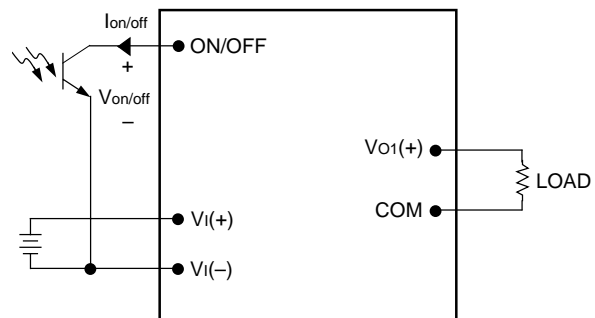 Ion/off
ON/OFF
+
Von/off
–
VO1(+)
LOAD
COM
VI(+)
VI(–)